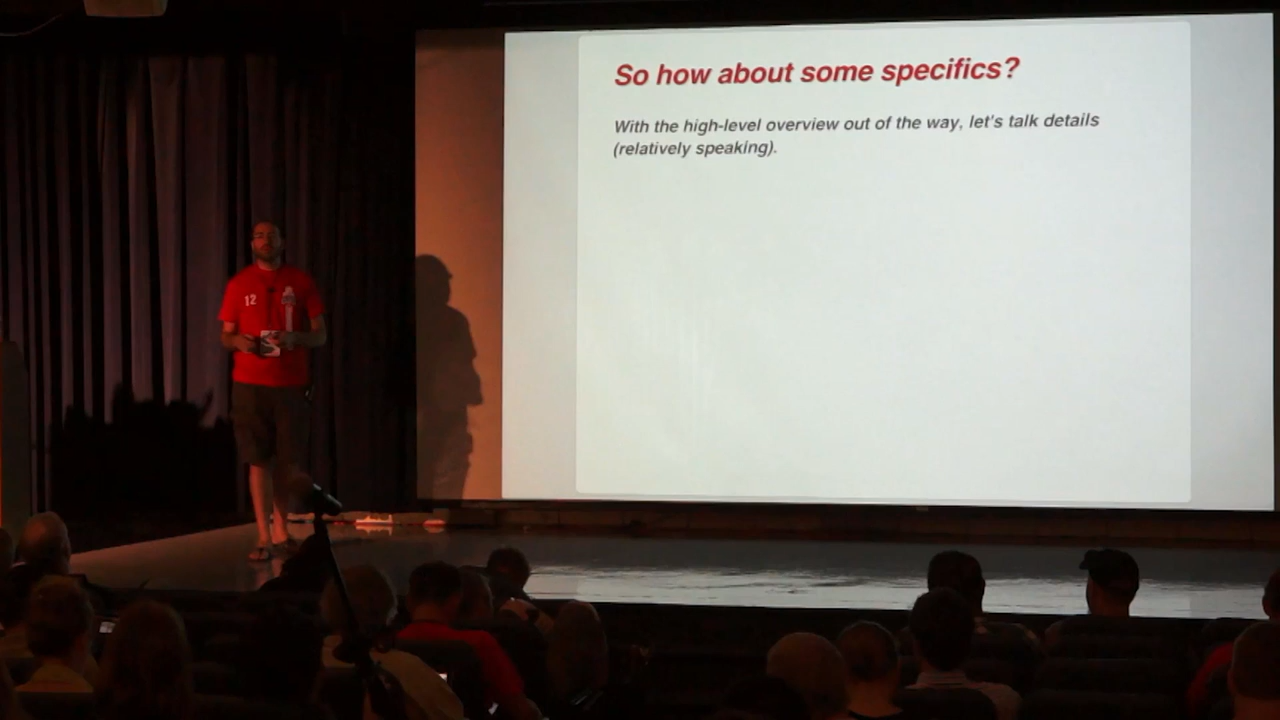 So how about some specifics?
With the high-level overview out of the way, let's talk details
(relatively speaking).
12